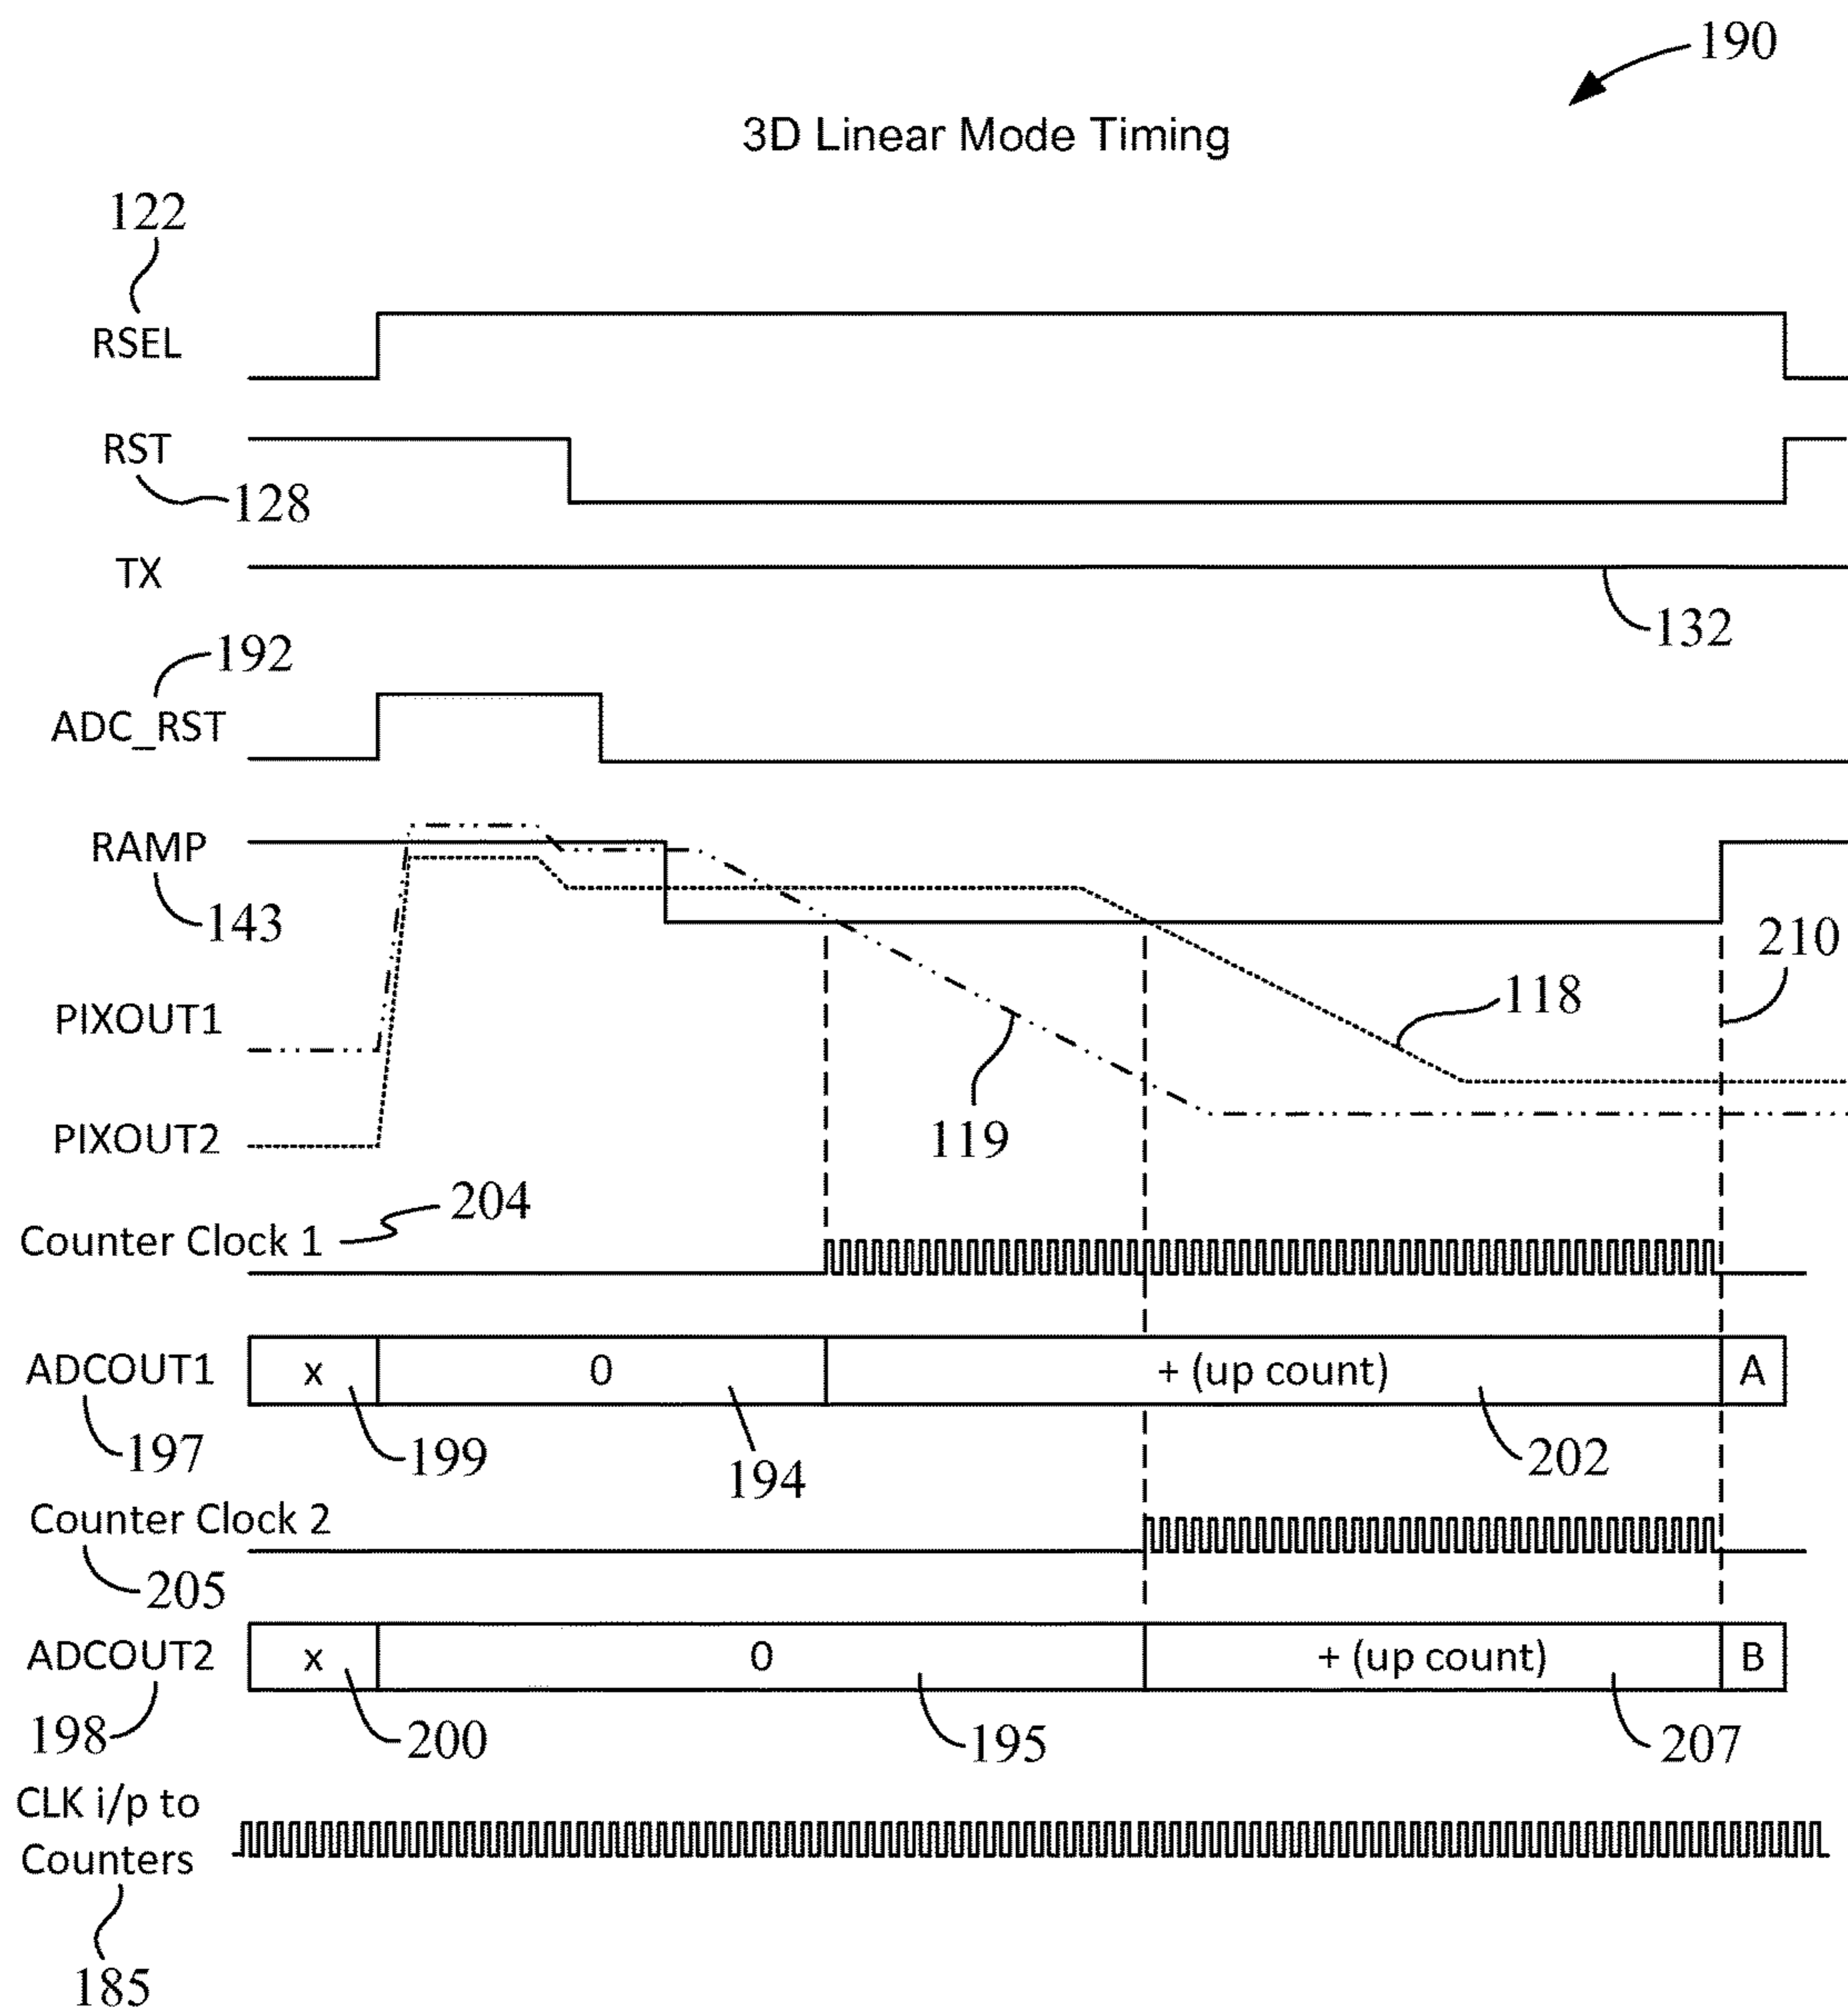 190
3D Linear Mode Timing
122
RSEL
RST
128
TX
132
192
ADC_RST
RAMP
143
210
PIXOUT1
118
119
PIXOUT2
204
Counter Clock 1
ADCOUT1 x 0 + (up count) A
197 199 194 202
Counter Clock 2
205
ADCOUT2 x 0 + (up count) B
198 200 195 207
CLK i/p to
Counters
185